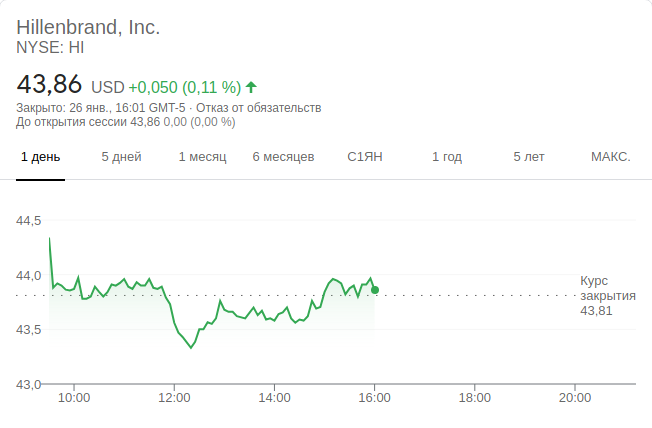 Hillenbrand, Inc.
NYSE: HI
43,86 USD +0,050 (0,11 %)
Закрыто: 26 янв., 16:01 GMT-5 · Отказ от обязательств
До открытия сессии 43,86 0,00 (0,00 %)
1 день 5 дней 1 месяц 6 месяцев С1ЯН 1 год 5 лет МАКС.
44,5
44,0
Курс
закрытия
43,81
43,5
43,0
10:00 12:00 14:00 16:00 18:00 20:00